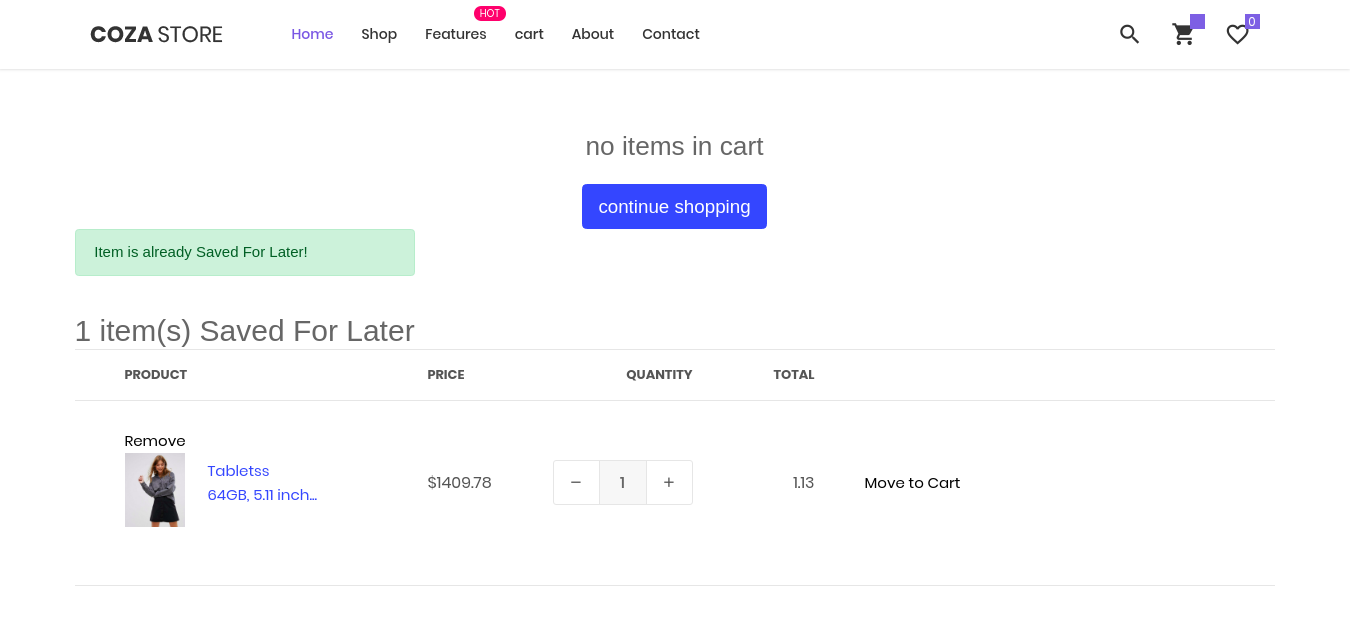 HOT
COZA STORE Home Shop Features cart About Contact 0
no items in cart
continue shopping
Item is already Saved For Later!
1 item(s) Saved For Later
PRODUCT PRICE QUANTITY TOTAL
Remove
Tabletss
64GB, 5.11 inch...
$1409.78 − 1 + 1.13 Move to Cart